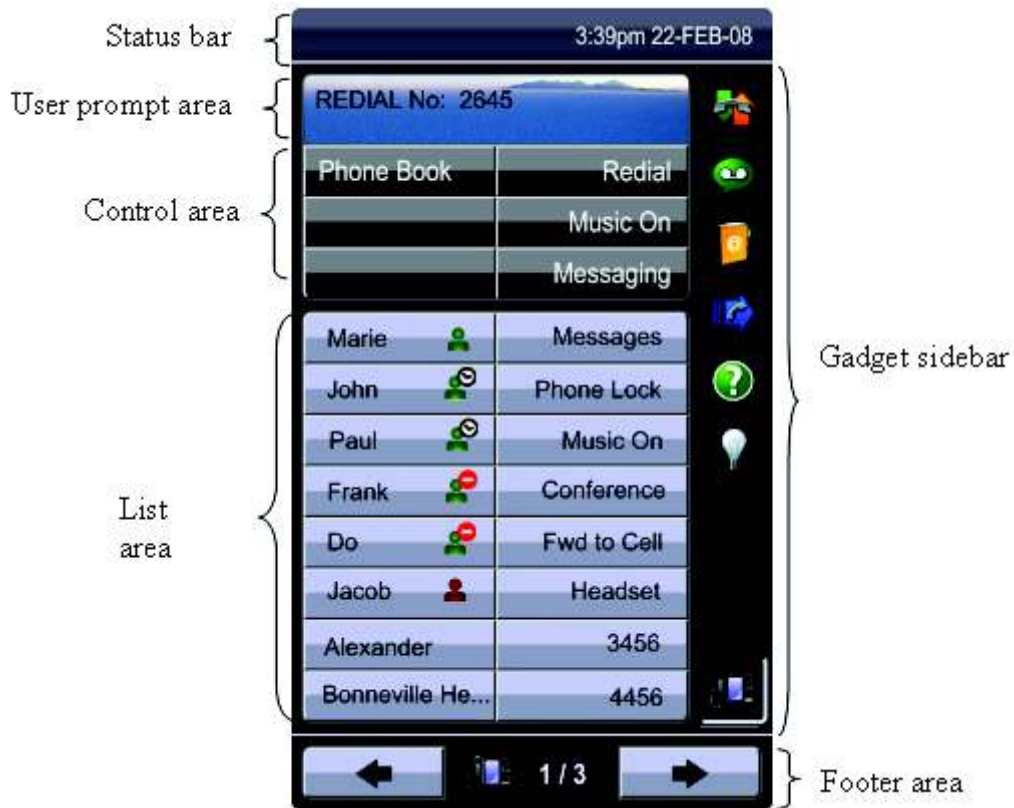 Status bar
3:39pm 22-FEB-08
User prompt area
REDIAL No: 2645
Control area
Phone Book Redial
Music On
Messaging
Gadget sidebar
List
area
Marie Messages
John Phone Lock
Paul Music On
Frank Conference
Do Fwd to Cell
Jacob Headset
Alexander 3456
Bonneville He... 4456
1 / 3
Footer area